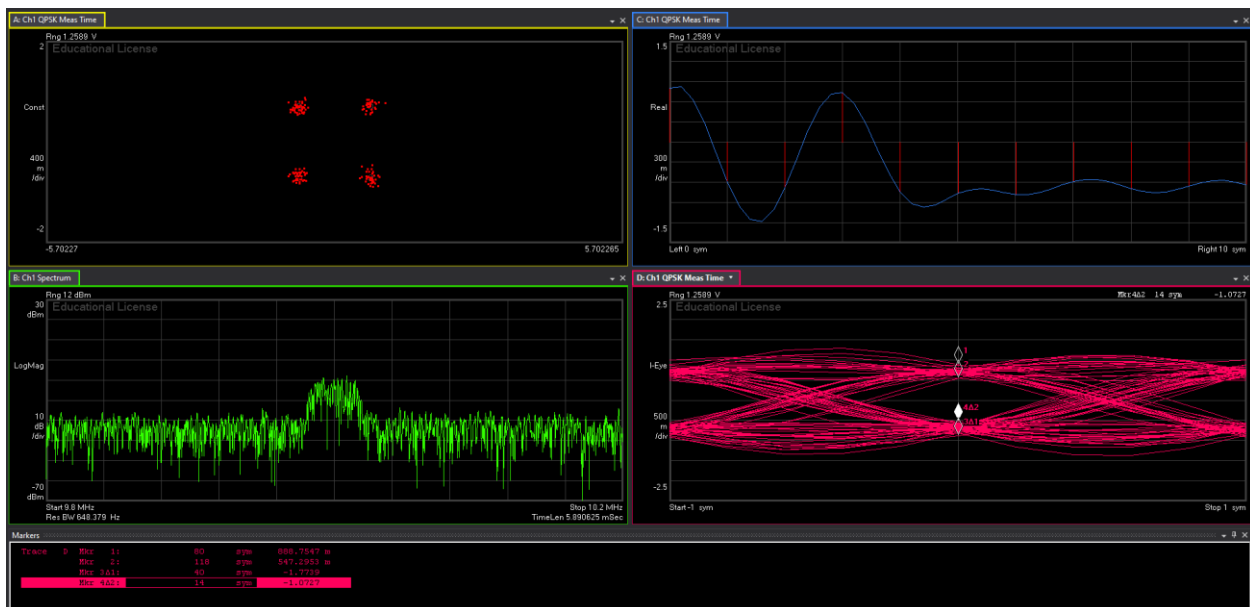 A: Ch1 QPSK Meas Time
Rng 1.2589 V
2
Educational License
Const
400
m
/div
-2
-5.70227
5.702265
C: Ch1 QPSK Meas Time
Rng 1.2589 V
1.5
Educational License
Real
300
m
/div
-1.5
Left 0 sym
Right 10 sym
B: Ch1 Spectrum
Rng 12 dBm
30
dBm
Educational License
LogMag
10
dB
/div
-70
dBm
Start 9.8 MHz
Stop 10.2 MHz
Res BW 648.379 Hz
TimeLen 5.890625 mSec
D: Ch1 QPSK Meas Time
Rng 1.2589 V
Mkr4Δ2 14 sym -1.0727
2.5
Educational License
I-Eye
1
2
4Δ2
3Δ1
500
m
/div
-2.5
Start -1 sym
Stop 1 sym
Markers
Trace D Mkr 1: 80 sym 888.7547 m
Mkr 2: 118 sym 547.2953 m
Mkr 3Δ1: 40 sym -1.7739
Mkr 4Δ2: 14 sym -1.0727